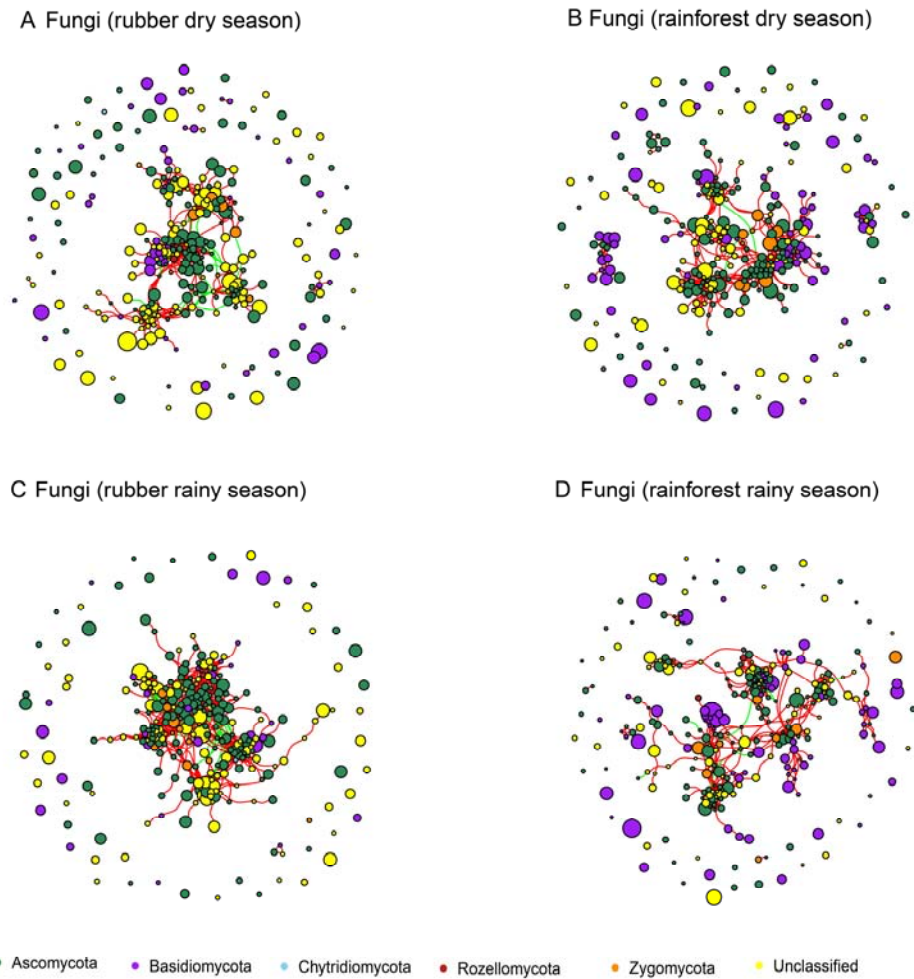 A Fungi (rubber dry season)
B Fungi (rainforest dry season)
C Fungi (rubber rainy season)
D Fungi (rainforest rainy season)
Ascomycota Basidiomycota Chytridiomycota Rozellomycota Zygomycota Unclassified